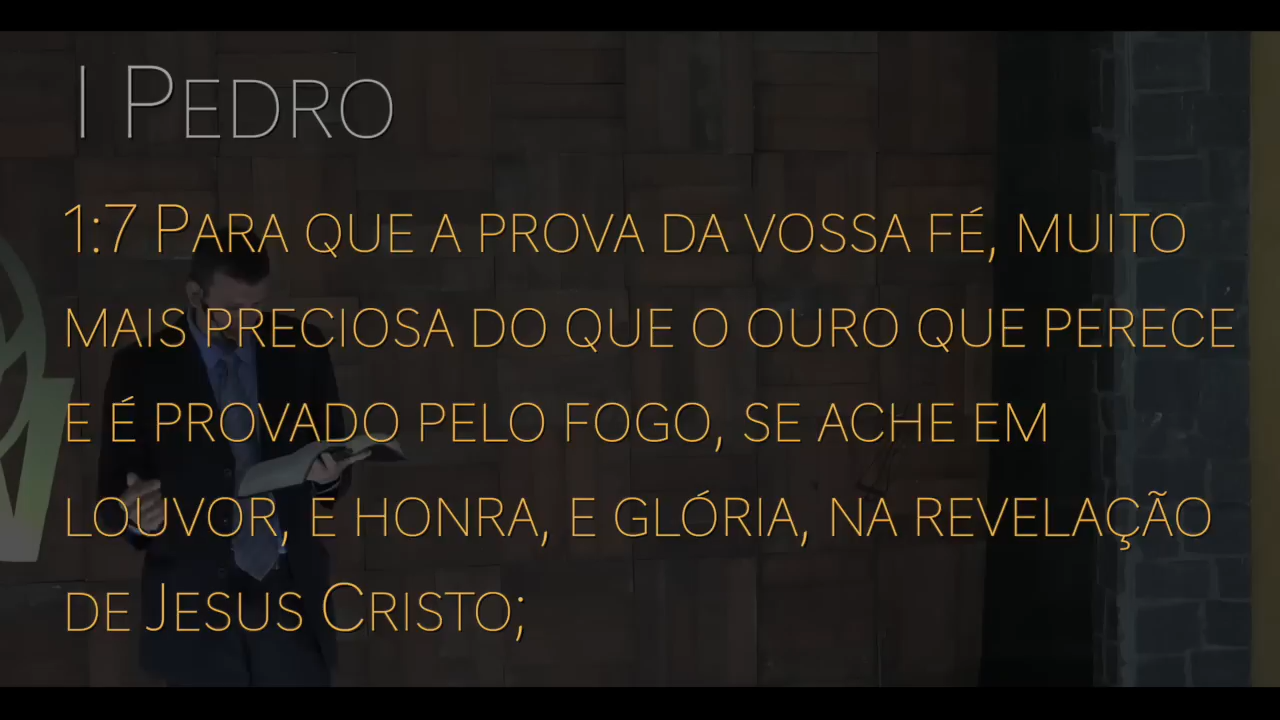 I Pedro
1:7 Para que a prova da vossa fé, muito
mais preciosa do que o ouro que perece
e é provado pelo fogo, se ache em
louvor, e honra, e glória, na revelação
de Jesus Cristo;